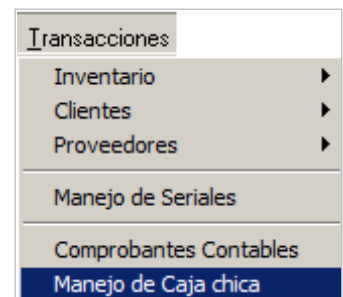 Transacciones
Inventario
Clientes
Proveedores
Manejo de Seriales
Comprobantes Contables
Manejo de Caja chica